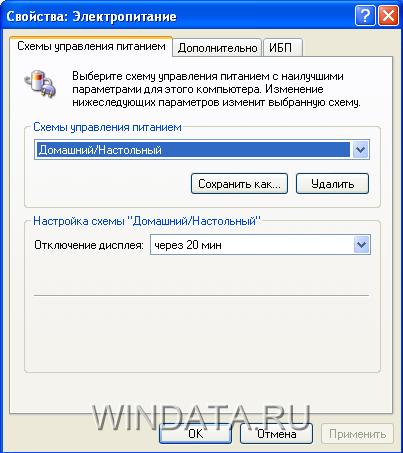 Свойства: Электропитание
Схемы управления питанием
Дополнительно
ИБП
Выберите схему управления питанием с наилучшими
параметрами для этого компьютера. Изменение
нижеследующих параметров изменит выбранную схему.
Схемы управления питанием
Домашний/Настольный
Сохранить как...
Удалить
Настройка схемы "Домашний/Настольный"
Отключение дисплея:
через 20 мин
WINDATA.RU
OK
Отмена
Применить